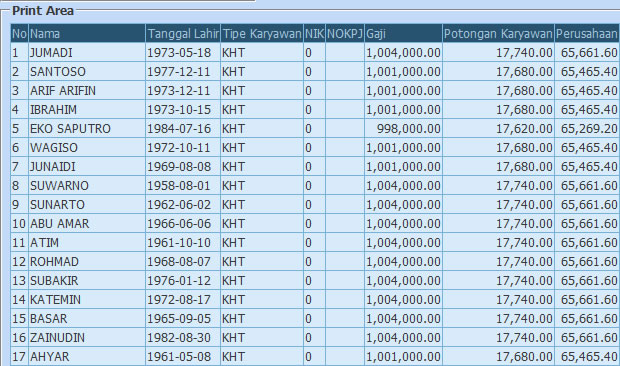 Print Area
No Nama Tanggal Lahir Tipe Karyawan NIK NOKPJ Gaji Potongan Karyawan Perusahaan
1 JUMADI 1973-05-18 KHT 0 1,004,000.00 17,740.00 65,661.60
2 SANTOSO 1977-12-11 KHT 0 1,001,000.00 17,680.00 65,465.40
3 ARIF ARIFIN 1973-12-11 KHT 0 1,001,000.00 17,680.00 65,465.40
4 IBRAHIM 1973-10-15 KHT 0 1,001,000.00 17,680.00 65,465.40
5 EKO SAPUTRO 1984-07-16 KHT 0 998,000.00 17,620.00 65,269.20
6 WAGISO 1972-10-11 KHT 0 1,001,000.00 17,680.00 65,465.40
7 JUNAIDI 1969-08-08 KHT 0 1,001,000.00 17,680.00 65,465.40
8 SUWARNO 1958-08-01 KHT 0 1,004,000.00 17,740.00 65,661.60
9 SUNARTO 1962-06-02 KHT 0 1,004,000.00 17,740.00 65,661.60
10 ABU AMAR 1966-06-06 KHT 0 1,004,000.00 17,740.00 65,661.60
11 ATIM 1961-10-10 KHT 0 1,004,000.00 17,740.00 65,661.60
12 ROHMAD 1968-08-07 KHT 0 1,004,000.00 17,740.00 65,661.60
13 SUBAKIR 1976-01-12 KHT 0 1,004,000.00 17,740.00 65,661.60
14 KATEMIN 1972-08-17 KHT 0 1,004,000.00 17,740.00 65,661.60
15 BASAR 1965-09-05 KHT 0 1,004,000.00 17,740.00 65,661.60
16 ZAINUDIN 1982-08-30 KHT 0 1,004,000.00 17,740.00 65,661.60
17 AHYAR 1961-05-08 KHT 0 1,001,000.00 17,680.00 65,465.40